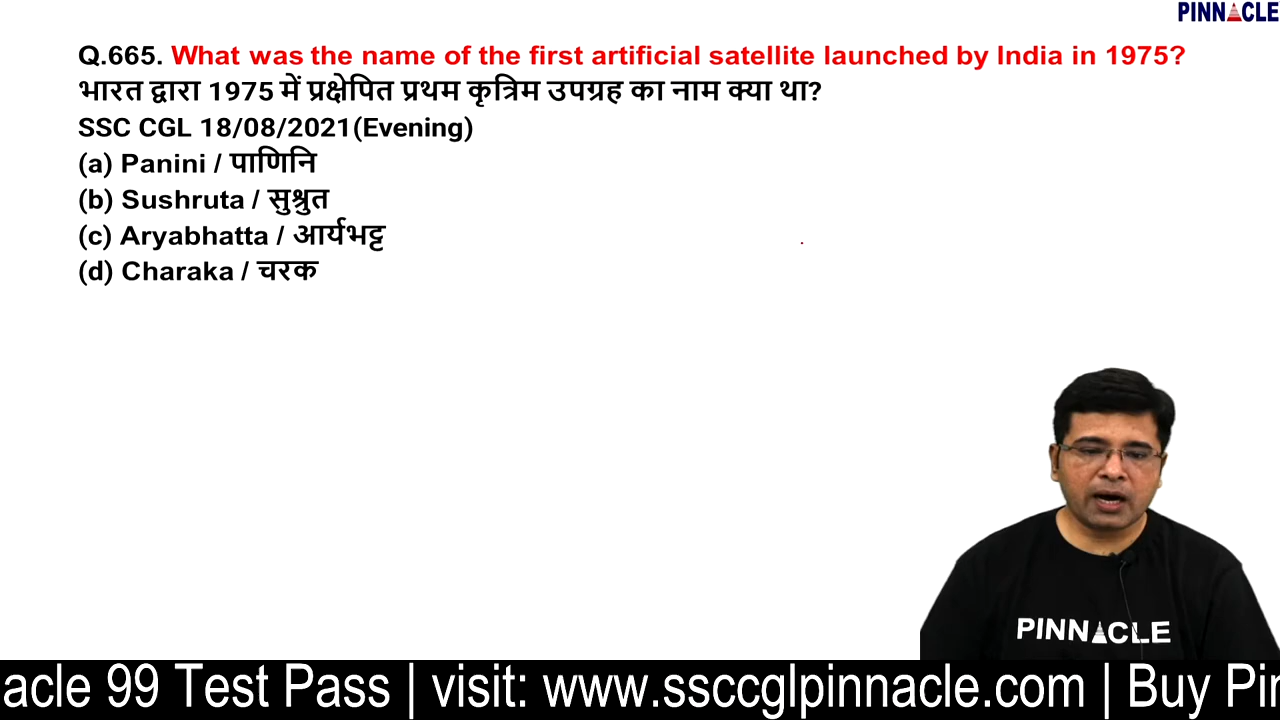 PINNACLE
Q.665. What was the name of the first artificial satellite launched by India in 1975?
भारत द्वारा 1975 में प्रक्षेपित प्रथम कृत्रिम उपग्रह का नाम क्या था?
SSC CGL 18/08/2021(Evening)
(a) Panini / पाणिनि
(b) Sushruta / सुश्रुत
(c) Aryabhatta / आर्यभट्ट
(d) Charaka / चरक
PINNACLE
acle 99 Test Pass | visit: www.ssccglpinnacle.com | Buy Pin